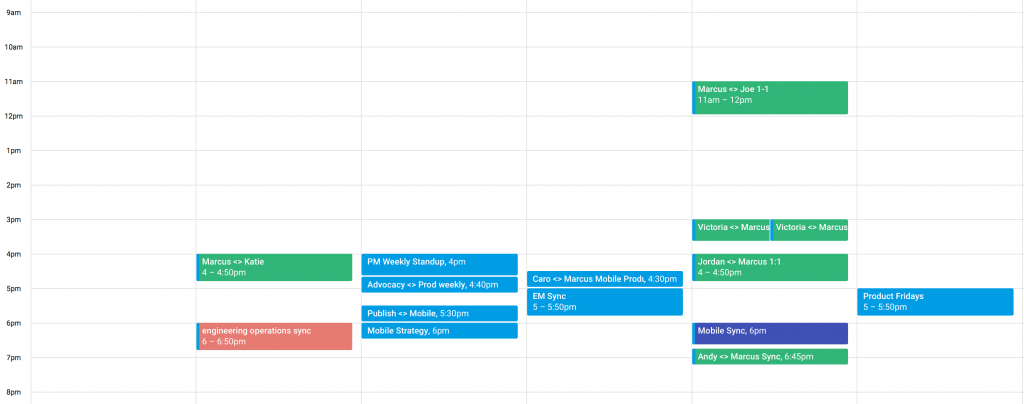 9am
10am
11am
12pm
1pm
2pm
3pm
4pm
5pm
6pm
7pm
8pm
Marcus <> Katie
4 – 4:50pm
engineering operations sync
6 – 6:50pm
PM Weekly Standup, 4pm
Advocacy <> Prod weekly, 4:40pm
Publish <> Mobile, 5:30pm
Mobile Strategy, 6pm
Caro <> Marcus Mobile Prod, 4:30pm
EM Sync
5 – 5:50pm
Marcus <> Joe 1-1
11am – 12pm
Victoria <> Marcus
Victoria <> Marcus
Jordan <> Marcus 1:1
4 – 4:50pm
Mobile Sync, 6pm
Andy <> Marcus Sync, 6:45pm
Product Fridays
5 – 5:50pm